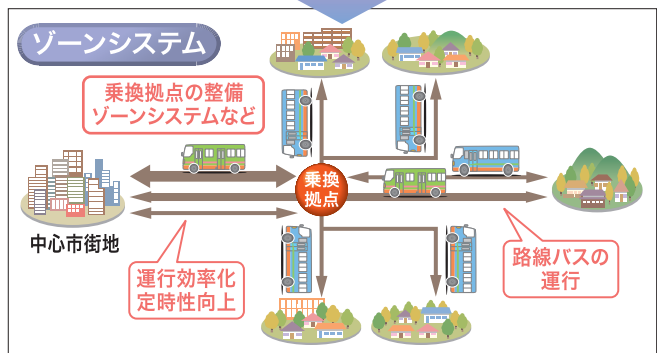 ゾーンシステム
乗換拠点の整備
ゾーンシステムなど
乗換
拠点
中心市街地
運行効率化
定時性向上
路線バスの
運行